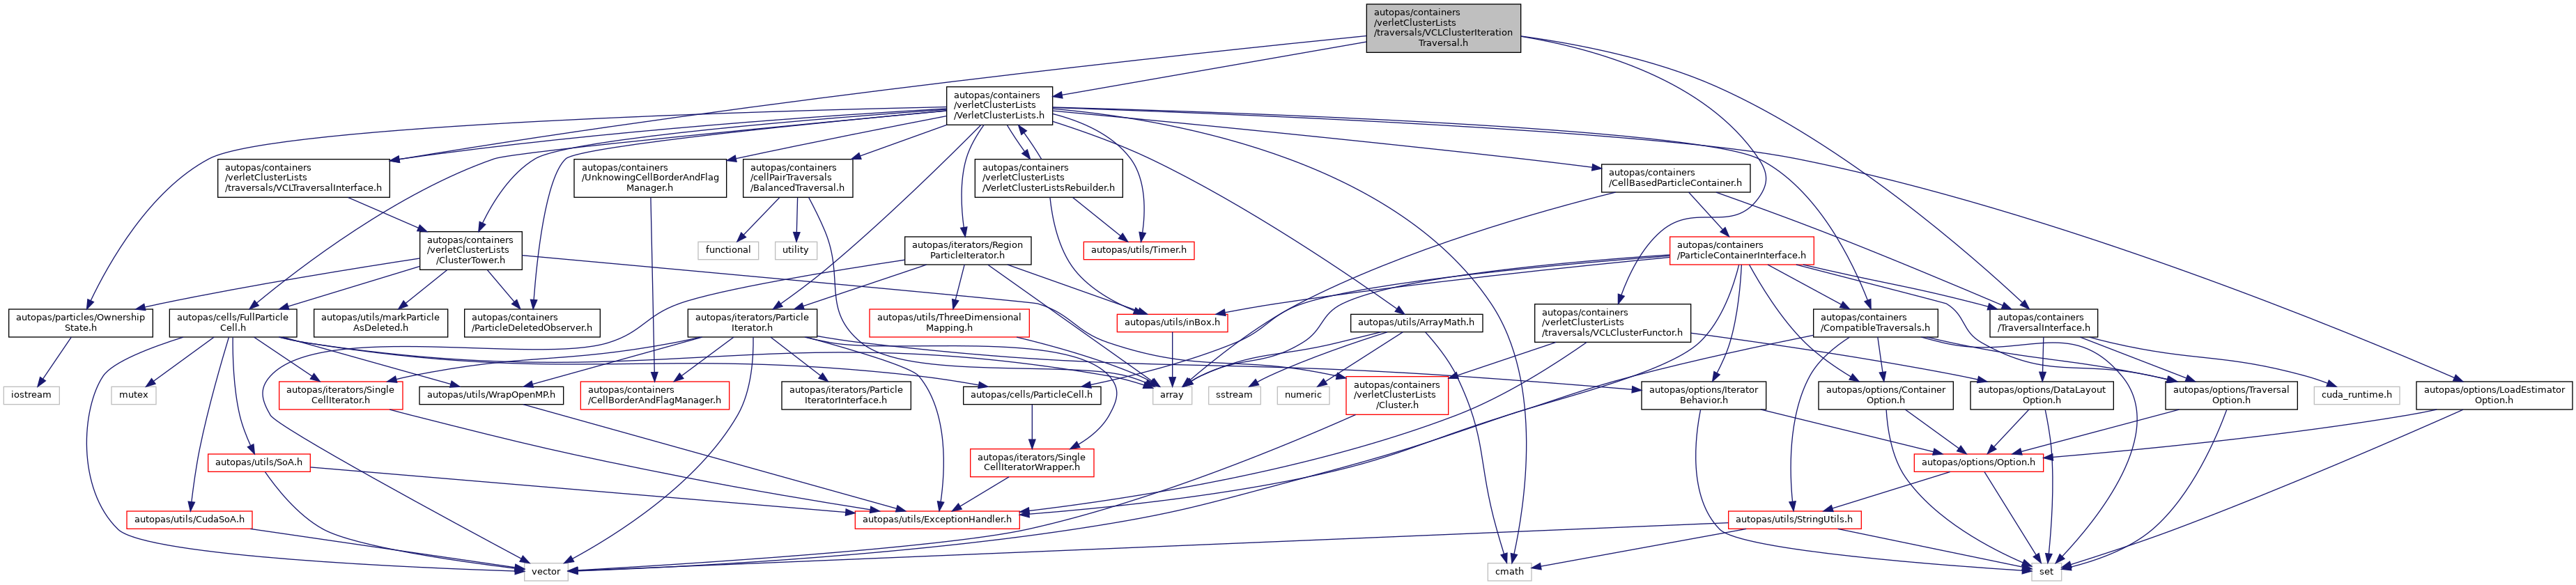 autopas/containers
/verletClusterLists
/traversals/VCLClusterIteration
Traversal.h
autopas/containers
/verletClusterLists
/VerletClusterLists.h
autopas/containers
/verletClusterLists
/traversals/VCLTraversalInterface.h
autopas/containers
/UnknowingCellBorderAndFlag
Manager.h
autopas/containers
/cellPairTraversals
/BalancedTraversal.h
autopas/containers
/verletClusterLists
/VerletClusterListsRebuilder.h
autopas/containers
/CellBasedParticleContainer.h
autopas/containers
/verletClusterLists
/ClusterTower.h
functional
utility
autopas/iterators/Region
ParticleIterator.h
autopas/utils/Timer.h
autopas/containers
/ParticleContainerInterface.h
autopas/particles/Ownership
State.h
autopas/cells/FullParticle
Cell.h
autopas/utils/markParticle
AsDeleted.h
autopas/containers
/ParticleDeletedObserver.h
autopas/iterators/Particle
Iterator.h
autopas/utils/ThreeDimensional
Mapping.h
autopas/utils/inBox.h
autopas/utils/ArrayMath.h
autopas/containers
/verletClusterLists
/traversals/VCLClusterFunctor.h
autopas/containers
/CompatibleTraversals.h
autopas/containers
/TraversalInterface.h
iostream
mutex
autopas/iterators/Single
CellIterator.h
autopas/utils/WrapOpenMP.h
autopas/containers
/CellBorderAndFlagManager.h
autopas/iterators/Particle
IteratorInterface.h
autopas/cells/ParticleCell.h
array
sstream
numeric
autopas/containers
/verletClusterLists
/Cluster.h
autopas/options/Iterator
Behavior.h
autopas/options/Container
Option.h
autopas/options/DataLayout
Option.h
autopas/options/Traversal
Option.h
cuda_runtime.h
autopas/options/LoadEstimator
Option.h
autopas/utils/SoA.h
autopas/iterators/Single
CellIteratorWrapper.h
autopas/options/Option.h
autopas/utils/CudaSoA.h
autopas/utils/ExceptionHandler.h
autopas/utils/StringUtils.h
vector
cmath
set